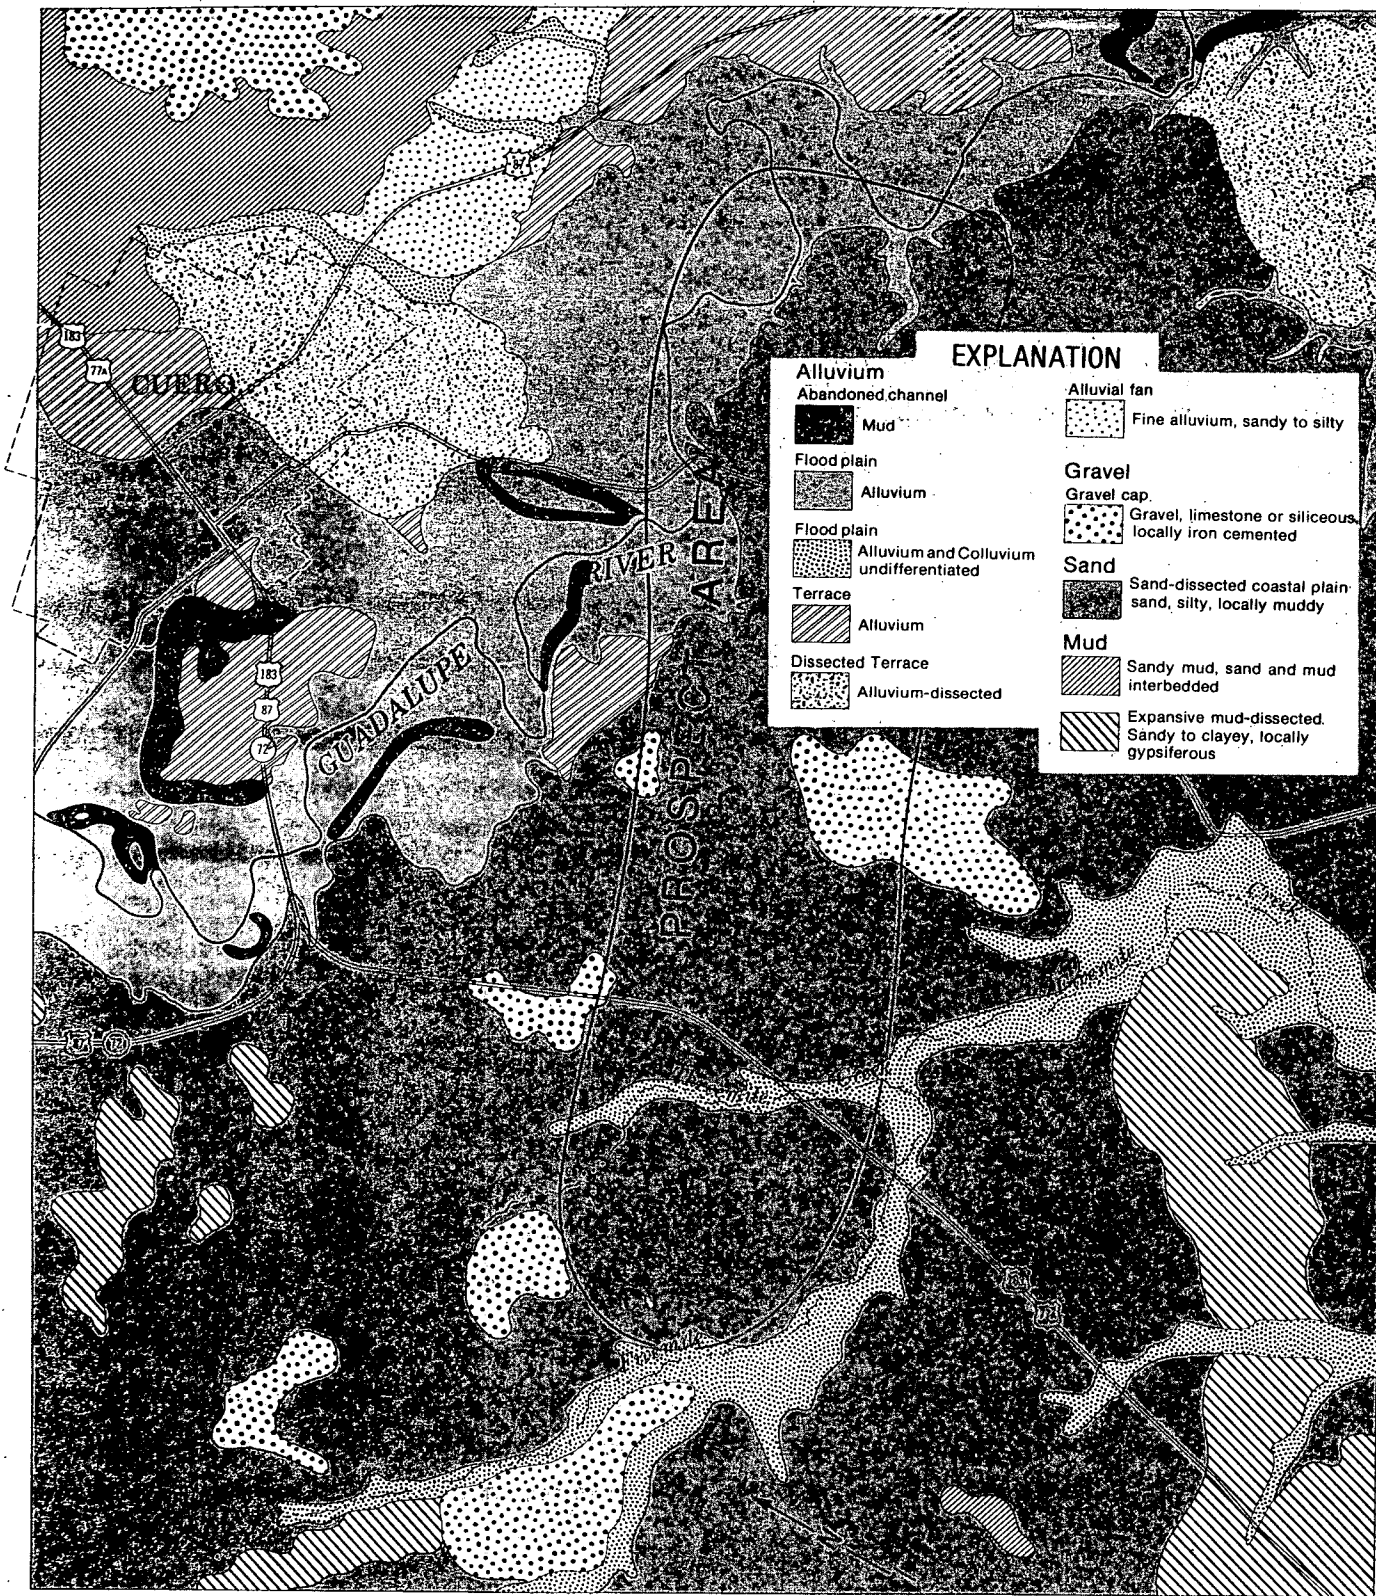 87
183
77A
CUERO
EXPLANATION
Alluvium
Abandoned channel
Mud
Flood plain
Alluvium
Flood plain
Alluvium and Colluvium
undifferentiated
Terrace
Alluvium
Dissected Terrace
Alluvium-dissected
Alluvial fan
Fine alluvium, sandy to silty
Gravel
Gravel cap.
Gravel, limestone or siliceous,
locally iron cemented
Sand
Sand-dissected coastal plain
sand, silty, locally muddy
Mud
Sandy mud, sand and mud
interbedded
Expansive mud-dissected.
Sandy to clayey, locally
gypsiferous
PROSPECT AREA
GUADALUPE RIVER
183
87
72
72